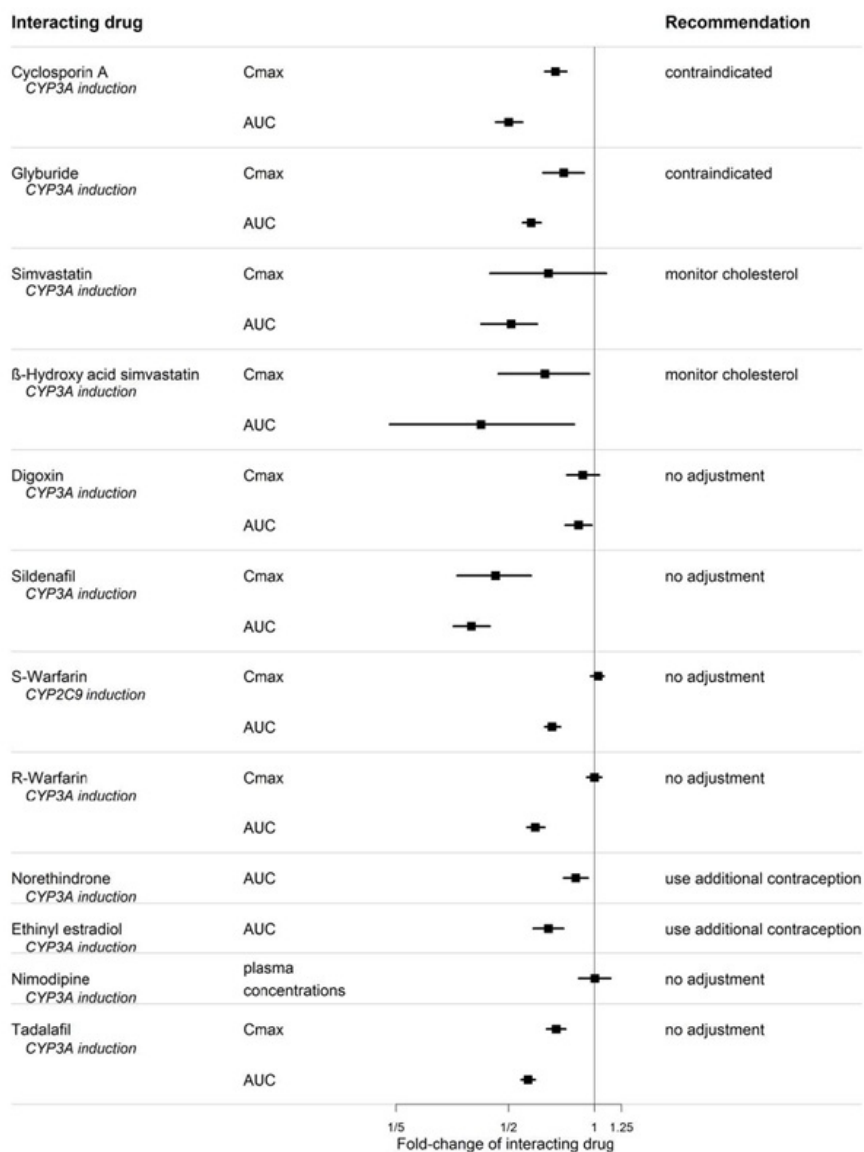 Interacting drug Recommendation
Cyclosporin A Cmax contraindicated
CYP3A induction
AUC
Glyburide Cmax contraindicated
CYP3A induction
AUC
Simvastatin Cmax monitor cholesterol
CYP3A induction
AUC
ß-Hydroxy acid simvastatin Cmax monitor cholesterol
CYP3A induction
AUC
Digoxin Cmax no adjustment
CYP3A induction
AUC
Sildenafil Cmax no adjustment
CYP3A induction
AUC
S-Warfarin Cmax no adjustment
CYP2C9 induction
AUC
R-Warfarin Cmax no adjustment
CYP3A induction
AUC
Norethindrone AUC use additional contraception
CYP3A induction
Ethinyl estradiol AUC use additional contraception
CYP3A induction
Nimodipine plasma concentrations no adjustment
CYP3A induction
Tadalafil Cmax no adjustment
CYP3A induction
AUC
1/5 1/2 1 1.25
Fold-change of interacting drug